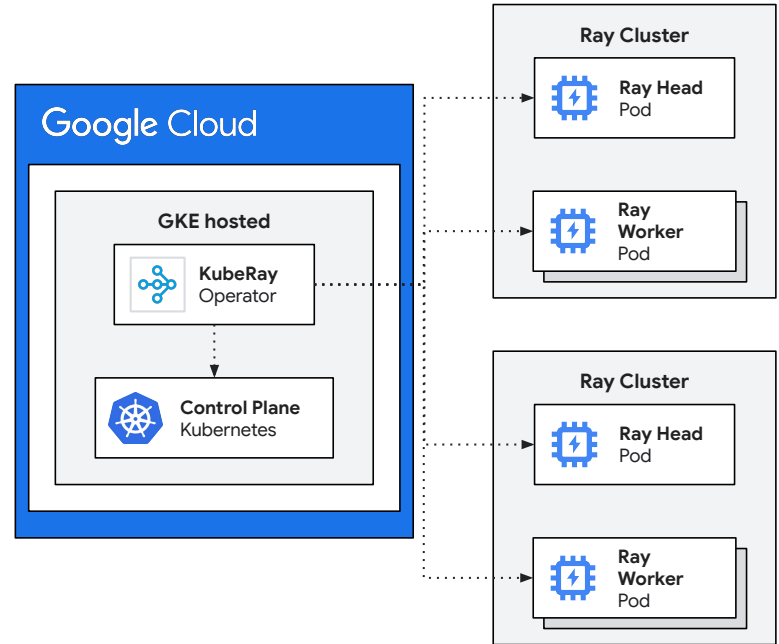 Google Cloud
GKE hosted
KubeRay
Operator
Control Plane
Kubernetes
Ray Cluster
Ray Head
Pod
Ray
Worker
Pod
Ray Cluster
Ray Head
Pod
Ray
Worker
Pod